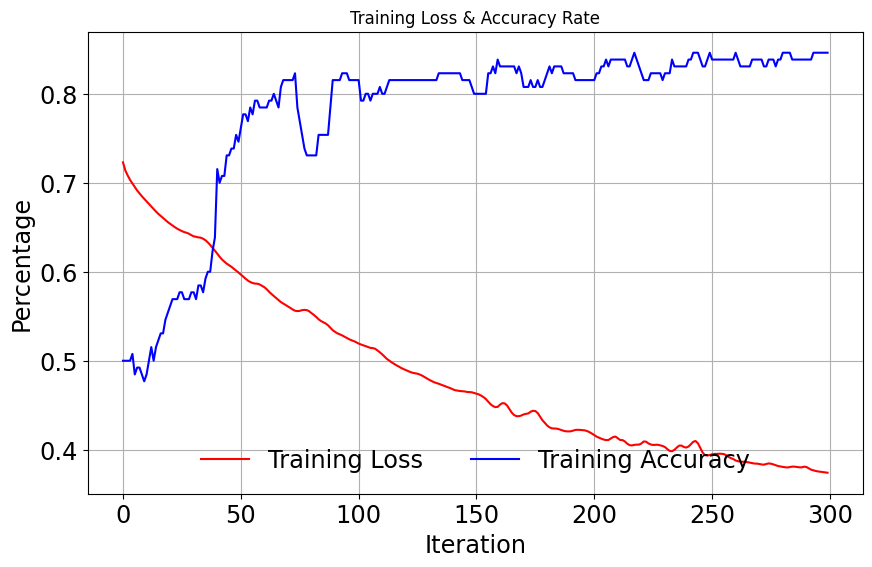 Training Loss & Accuracy Rate
Percentage
0.8
0.7
0.6
0.5
0.4
Training Loss
Training Accuracy
0 50 100 150 200 250 300
Iteration